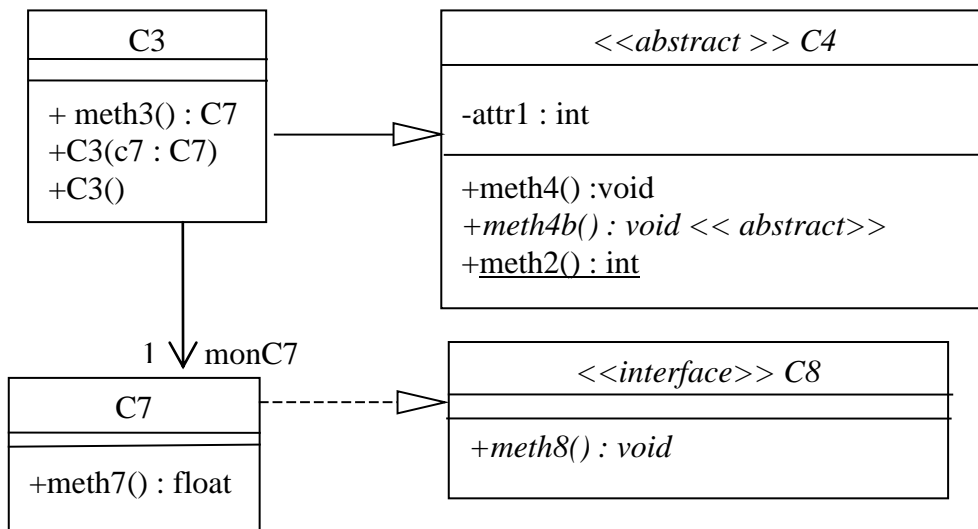 C3
+ meth3() : C7
+C3(c7 : C7)
+C3()
<<abstract >> C4
-attr1 : int
+meth4() :void
+meth4b() : void << abstract>>
+meth2() : int
1 monC7
C7
+meth7() : float
<<interface>> C8
+meth8() : void